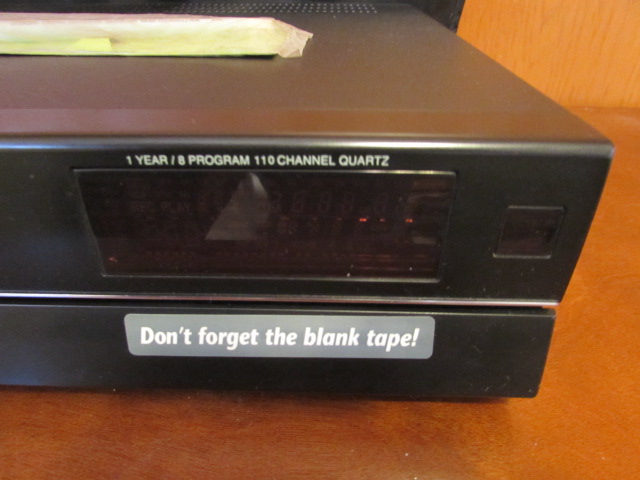 1 YEAR / 8 PROGRAM 110 CHANNEL QUARTZ
Don't forget the blank tape!